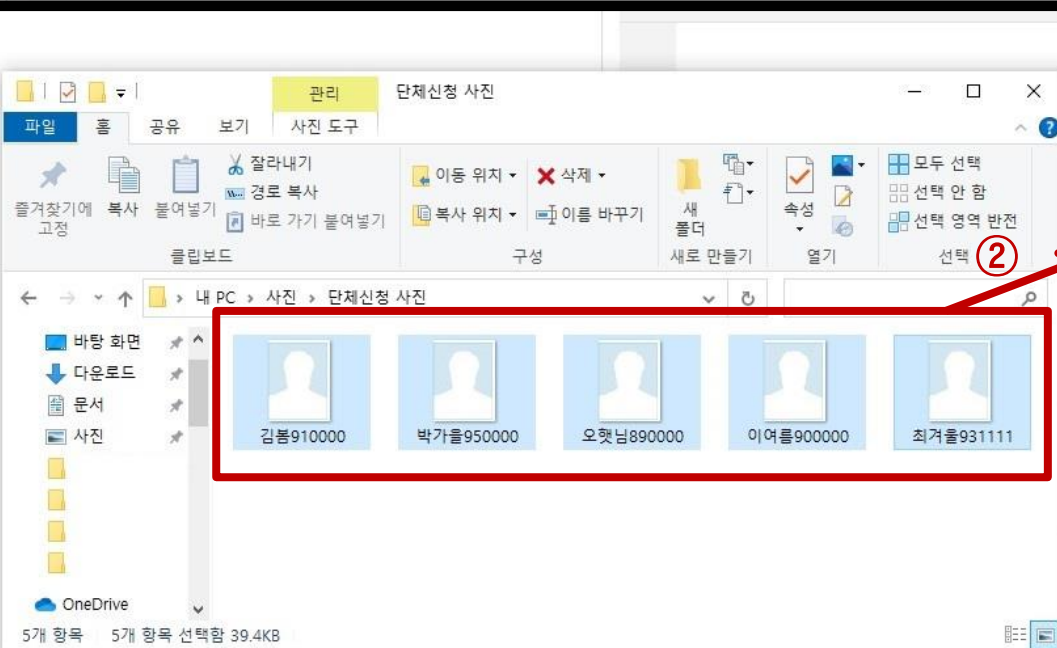 관리 단체신청 사진
파일 홈 공유 보기 사진 도구
즐겨찾기에 고정
복사
붙여넣기
잘라내기
경로 복사
바로 가기 붙여넣기
클립보드
이동 위치
복사 위치
삭제
이름 바꾸기
구성
새 폴더
새로 만들기
속성
열기
모두 선택
선택 안 함
선택 영역 반전
선택
②
내 PC > 사진 > 단체신청 사진
바탕 화면
다운로드
문서
사진
OneDrive
김봄910000 박가을950000 오햇님890000 이여름900000 최겨울931111
5개 항목 5개 항목 선택함 39.4KB